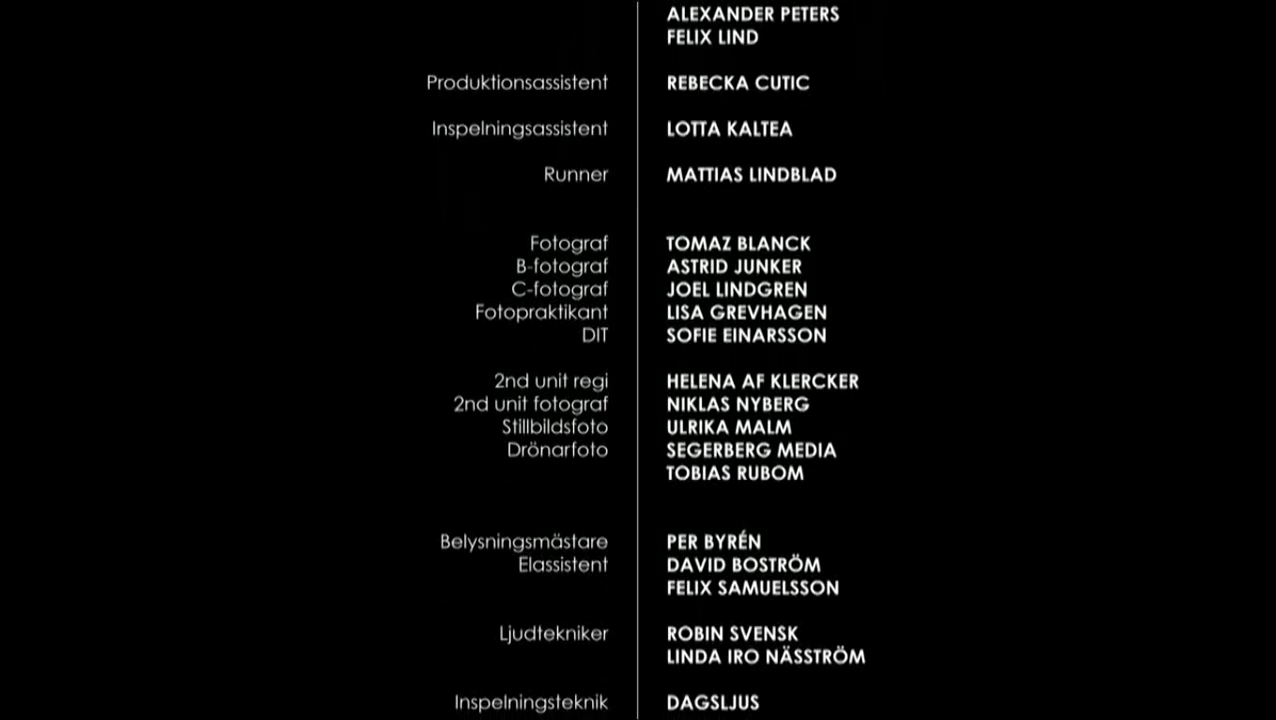 ALEXANDER PETERS
FELIX LIND
Produktionsassistent REBECKA CUTIC
Inspelningsassistent LOTTA KALTEA
Runner MATTIAS LINDBLAD
Fotograf TOMAZ BLANCK
B-fotograf ASTRID JUNKER
C-fotograf JOEL LINDGREN
Fotopraktikant LISA GREVHAGEN
DIT SOFIE EINARSSON
2nd unit regi HELENA AF KLERCKER
2nd unit fotograf NIKLAS NYBERG
Stillbildsfoto ULRIKA MALM
Drönarfoto SEGERBERG MEDIA
TOBIAS RUBOM
Belysningsmästare PER BYRÉN
Elassistent DAVID BOSTRÖM
FELIX SAMUELSSON
Ljudtekniker ROBIN SVENSK
LINDA IRO NÄSSTRÖM
Inspelningsteknik DAGSLJUS